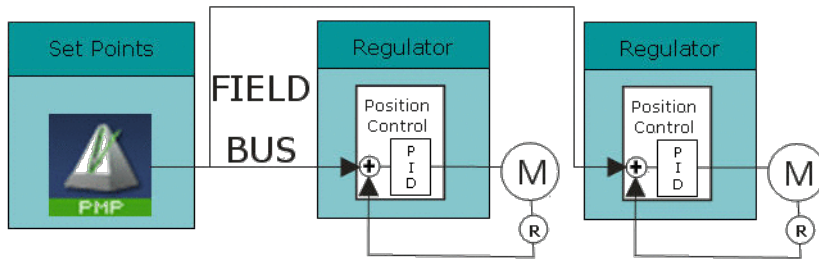 Set Points
PMP
FIELD
BUS
Regulator
Position
Control
+
P
I
D
M
R
Regulator
Position
Control
+
P
I
D
M
R